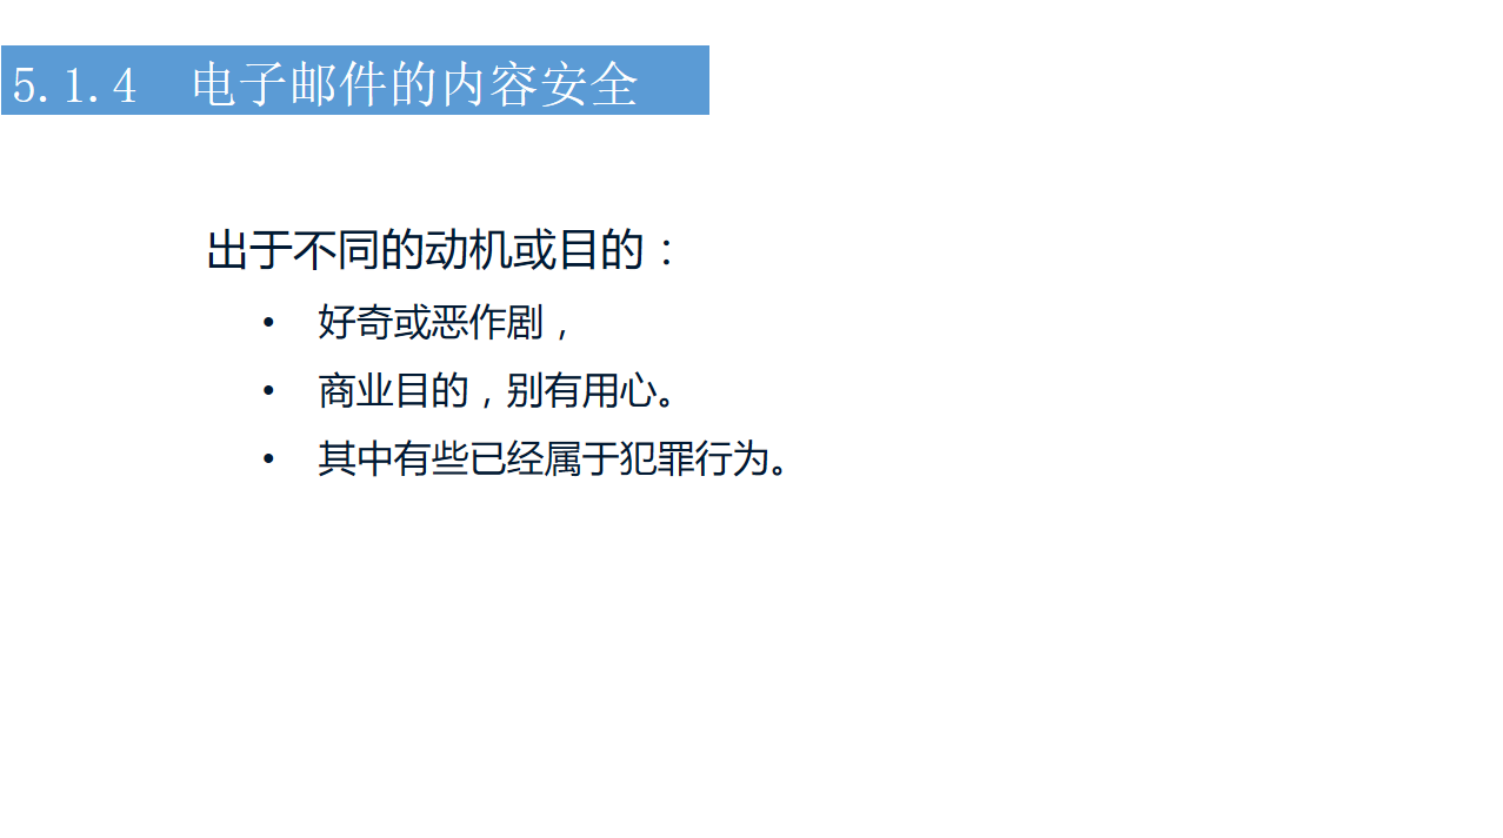 5.1.4 电子邮件的内容安全
出于不同的动机或目的：
• 好奇或恶作剧，
• 商业目的，别有用心。
• 其中有些已经属于犯罪行为。